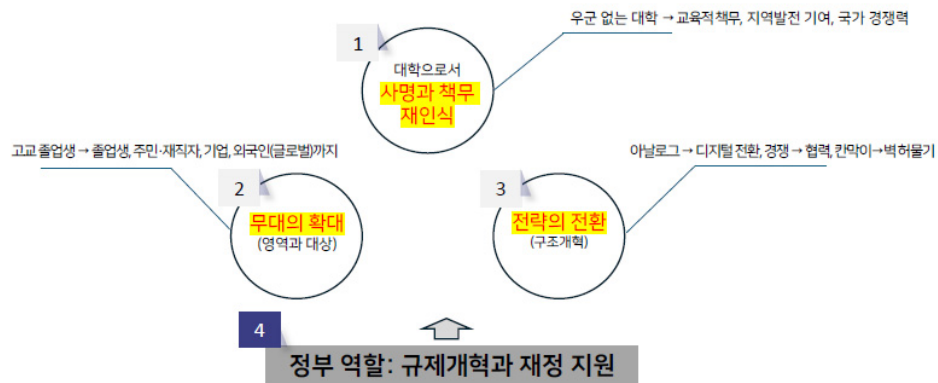 우군 없는 대학 → 교육적책무, 지역발전 기여, 국가 경쟁력
1
대학으로서
사명과 책무
재인식
고교 졸업생 → 졸업생, 주민·재직자, 기업, 외국인(글로벌)까지
아날로그 → 디지털 전환, 경쟁 → 협력, 칸막이→벽허물기
2
무대의 확대
(영역과 대상)
3
전략의 전환
(구조개혁)
4
정부 역할: 규제개혁과 재정 지원